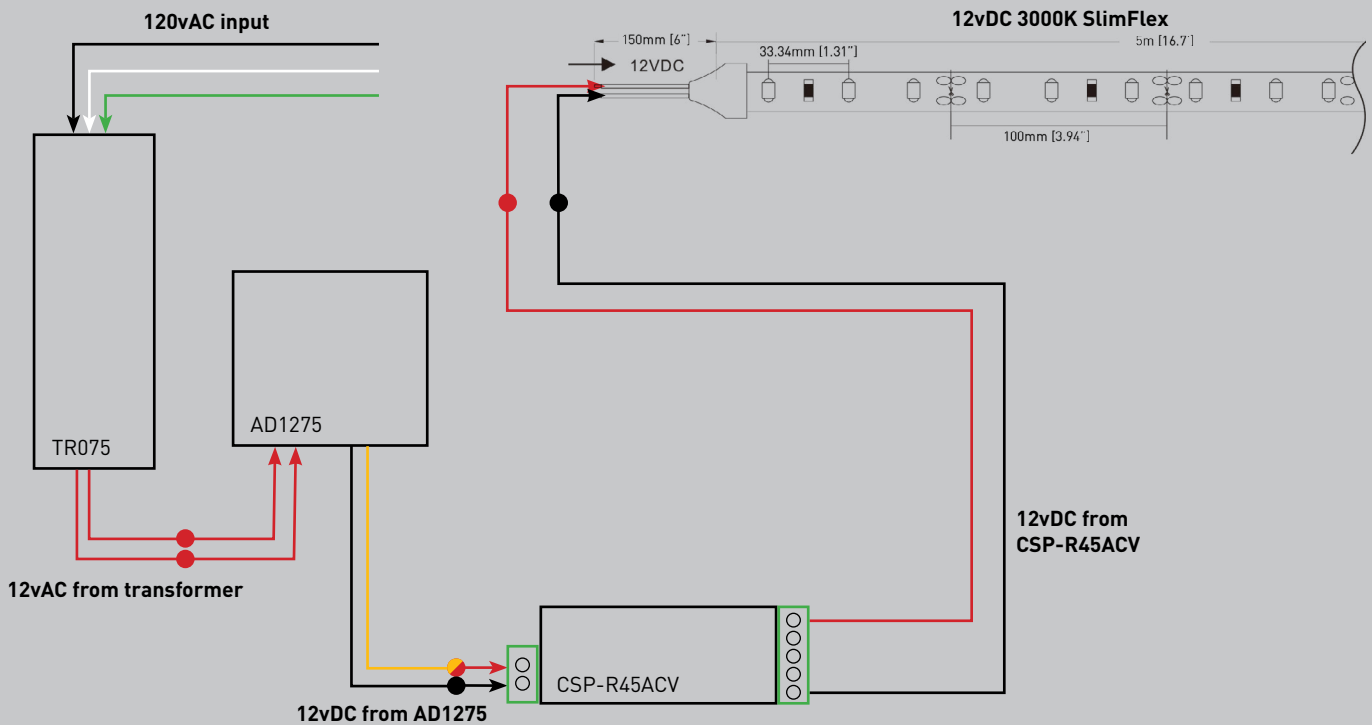 120vAC input
12vDC 3000K SlimFlex
150mm [6"]
33.34mm [1.31"]
5m [16.7']
12VDC
100mm [3.94"]
AD1275
TR075
12vDC from
CSP-R45ACV
12vAC from transformer
CSP-R45ACV
12vDC from AD1275